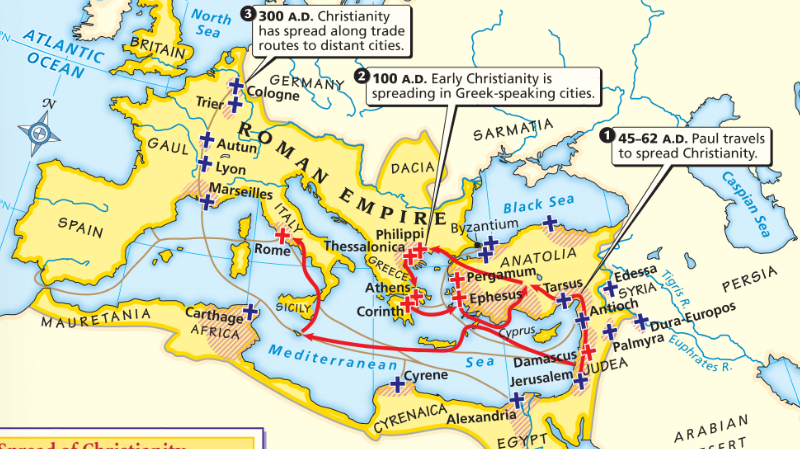 3 300 A.D. Christianity
has spread along trade
routes to distant cities.
2 100 A.D. Early Christianity is
spreading in Greek-speaking cities.
1 45–62 A.D. Paul travels
to spread Christianity.
North
Sea
ATLANTIC
OCEAN
BRITAIN
GERMANY
Cologne
Trier
SARMATIA
N
GAUL
Autun
Lyon
Marseilles
ROMAN EMPIRE
DACIA
Caspian Sea
Black Sea
SPAIN
ITALY
Rome
Philippi
Thessalonica
Byzantium
ANATOLIA
GREECE
Pergamum
Athens
Ephesus
Corinth
Tarsus
Edessa
SYRIA
Antioch
Tigris R.
PERSIA
Dura-Europos
Palmyra
Euphrates R.
MAURETANIA
Carthage
AFRICA
SICILY
Cyprus
Mediterranean Sea
Damascus
JUDEA
Jerusalem
Cyrene
CYRENAICA
Alexandria
EGYPT
ARABIAN
Spread of Christianity